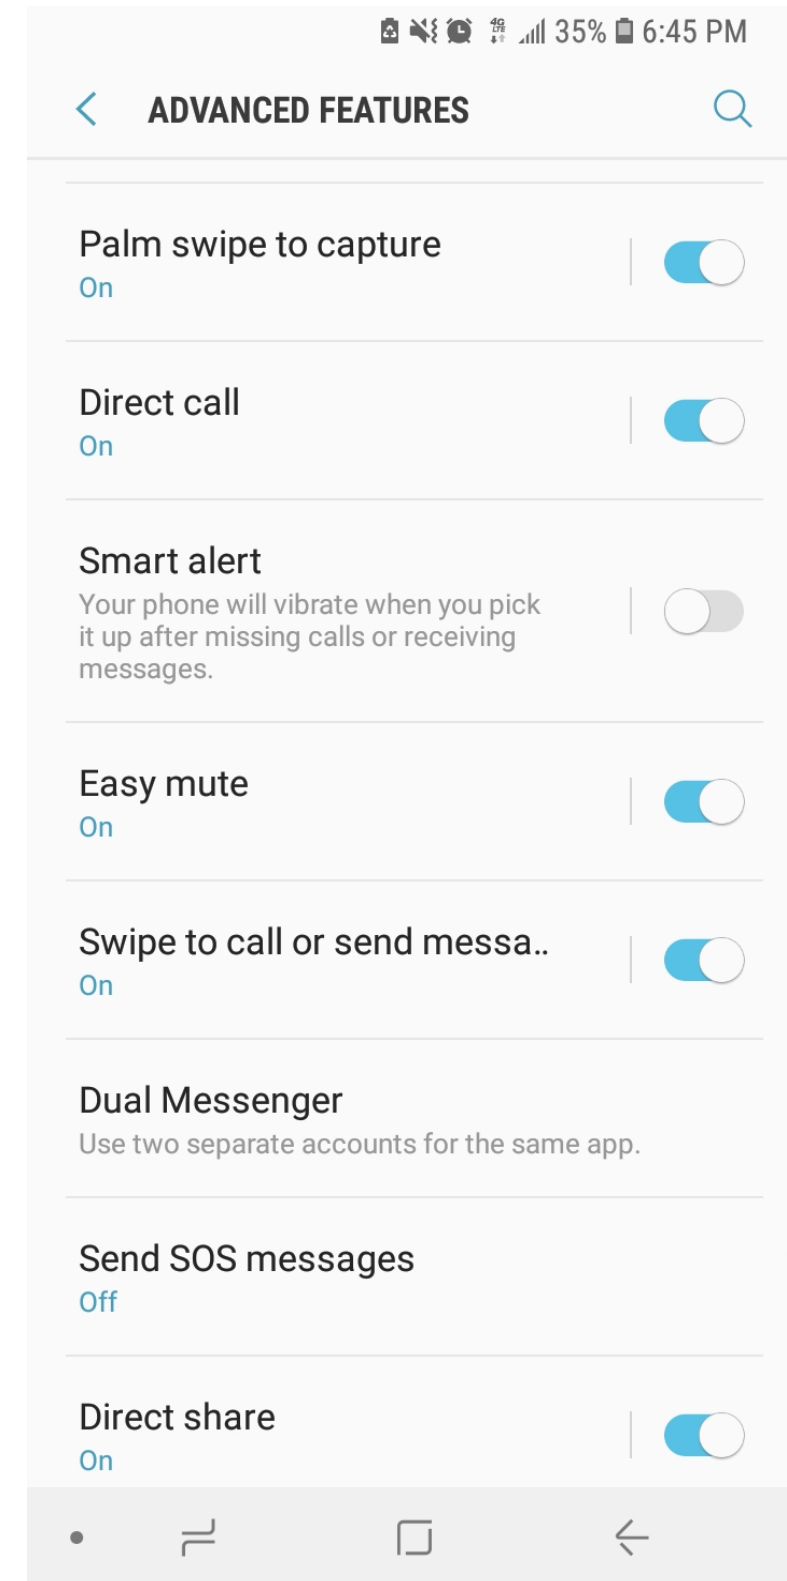 4G LTE 35% 6:45 PM
ADVANCED FEATURES
Palm swipe to capture
On
Direct call
On
Smart alert
Your phone will vibrate when you pick
it up after missing calls or receiving
messages.
Easy mute
On
Swipe to call or send messa..
On
Dual Messenger
Use two separate accounts for the same app.
Send SOS messages
Off
Direct share
On